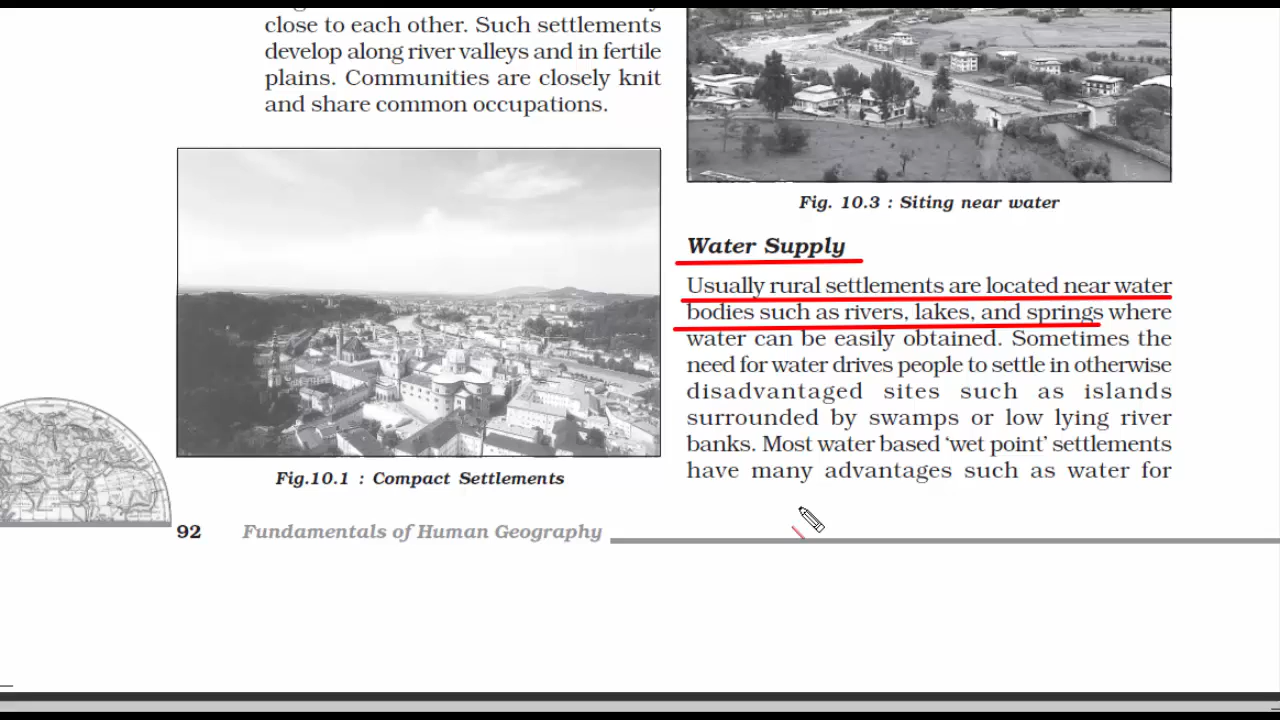 close to each other. Such settlements
develop along river valleys and in fertile
plains. Communities are closely knit
and share common occupations.
Fig.10.1 : Compact Settlements
92 Fundamentals of Human Geography
Fig. 10.3 : Siting near water
Water Supply
Usually rural settlements are located near water
bodies such as rivers, lakes, and springs where
water can be easily obtained. Sometimes the
need for water drives people to settle in otherwise
disadvantaged sites such as islands
surrounded by swamps or low lying river
banks. Most water based ‘wet point’ settlements
have many advantages such as water for